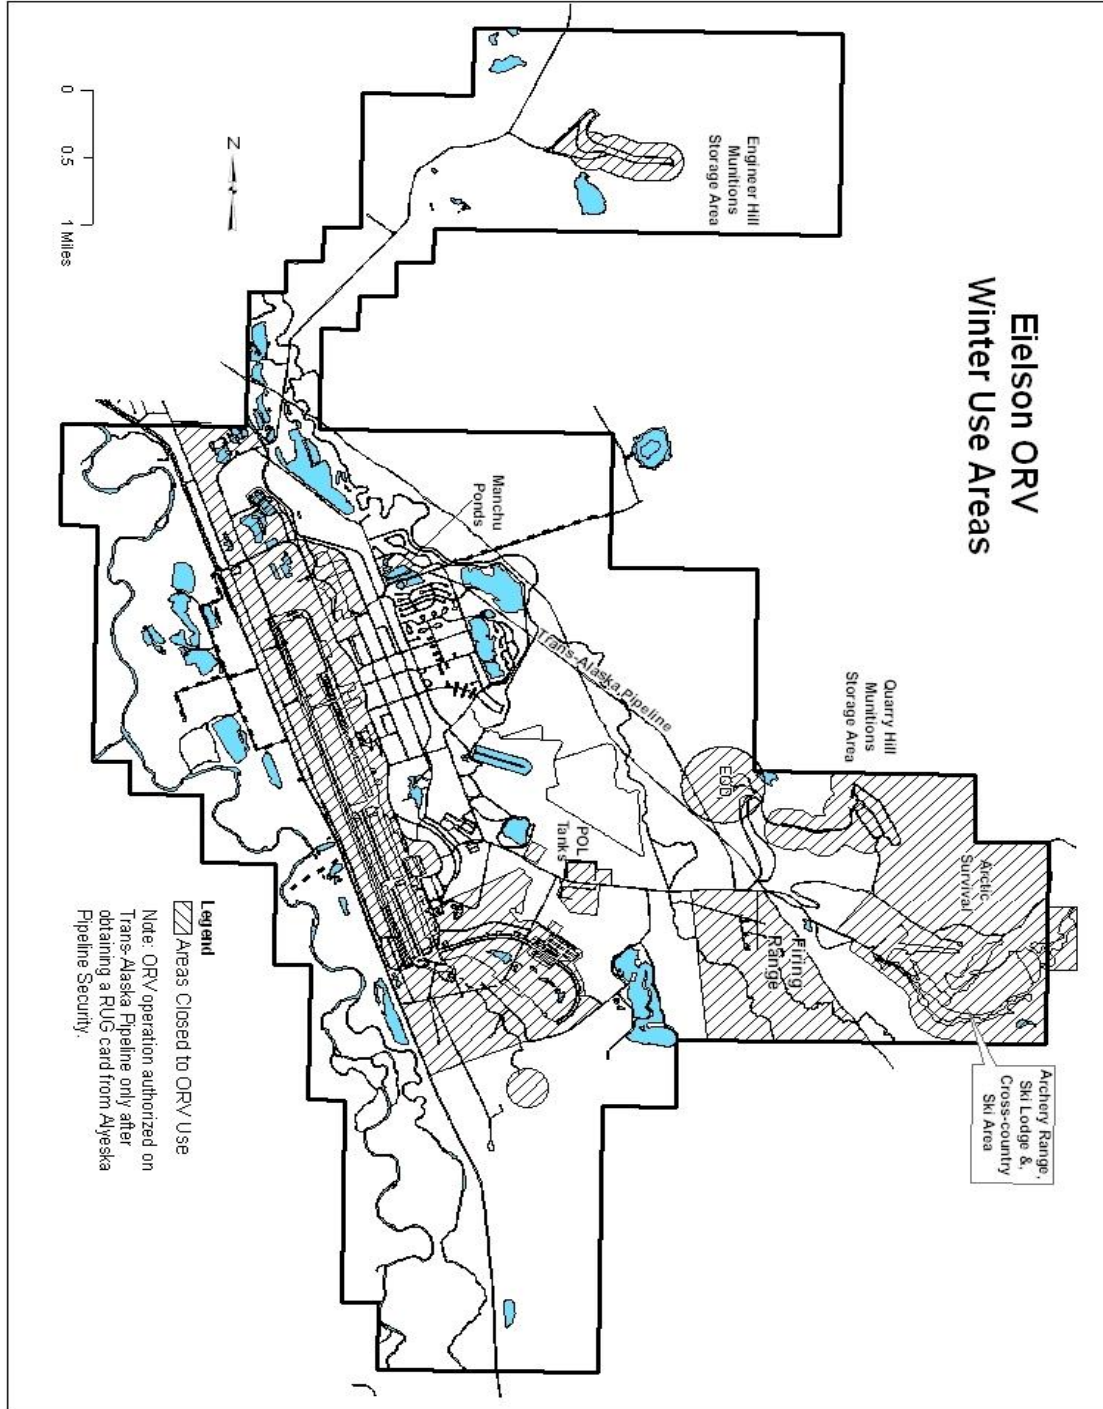 Eielson ORV
Winter Use Areas
Engineer Hill
Munitions
Storage Area
0
0.5
1 Miles
N
Manchu
Ponds
Trans-Alaska Pipeline
Quarry Hill
Munitions
Storage Area
EOD
POL
Tanks
Arctic
Survival
Firing
Range
Archery Range,
Ski Lodge &,
Cross-country
Ski Area
Legend
Areas Closed to ORV Use
Note: ORV operation authorized on
Trans-Alaska Pipeline only after
obtaining a RUG card from Alyeska
Pipeline Security.